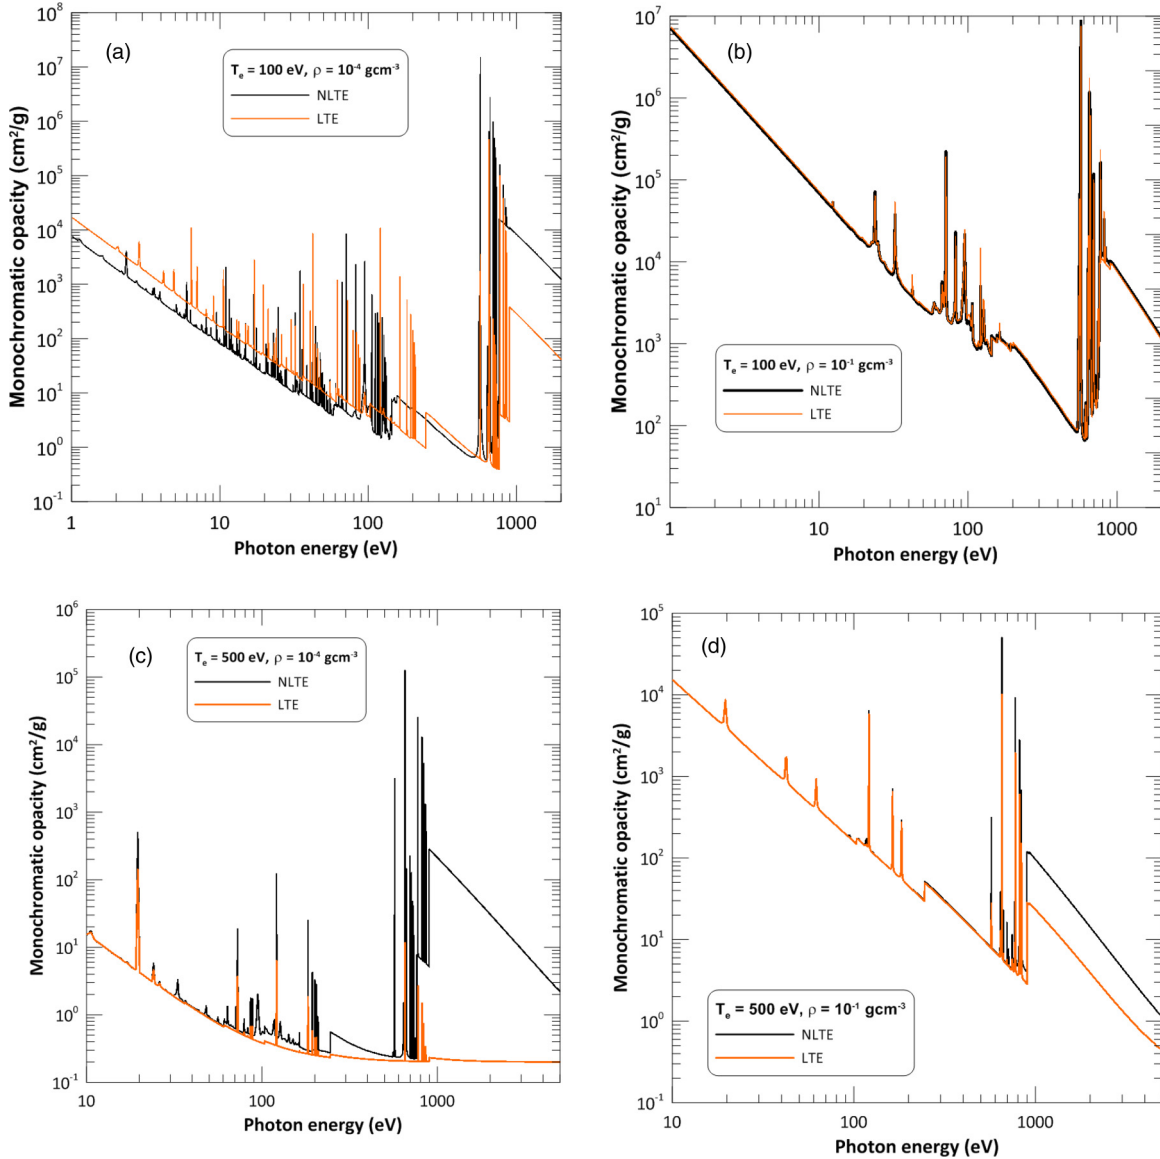 (a)
T_e = 100 eV, ρ = 10⁻⁴ gcm⁻³
NLTE
LTE
Monochromatic opacity (cm²/g)
10⁸
10⁷
10⁶
10⁵
10⁴
10³
10²
10¹
10⁰
10⁻¹
1 10 100 1000
Photon energy (eV)
(b)
T_e = 100 eV, ρ = 10⁻¹ gcm⁻³
NLTE
LTE
Monochromatic opacity (cm²/g)
10⁷
10⁶
10⁵
10⁴
10³
10²
10¹
1 10 100 1000
Photon energy (eV)
(c)
T_e = 500 eV, ρ = 10⁻⁴ gcm⁻³
NLTE
LTE
Monochromatic opacity (cm²/g)
10⁶
10⁵
10⁴
10³
10²
10¹
10⁰
10⁻¹
10 100 1000
Photon energy (eV)
(d)
T_e = 500 eV, ρ = 10⁻¹ gcm⁻³
NLTE
LTE
Monochromatic opacity (cm²/g)
10⁵
10⁴
10³
10²
10¹
10⁰
10⁻¹
10 100 1000
Photon energy (eV)